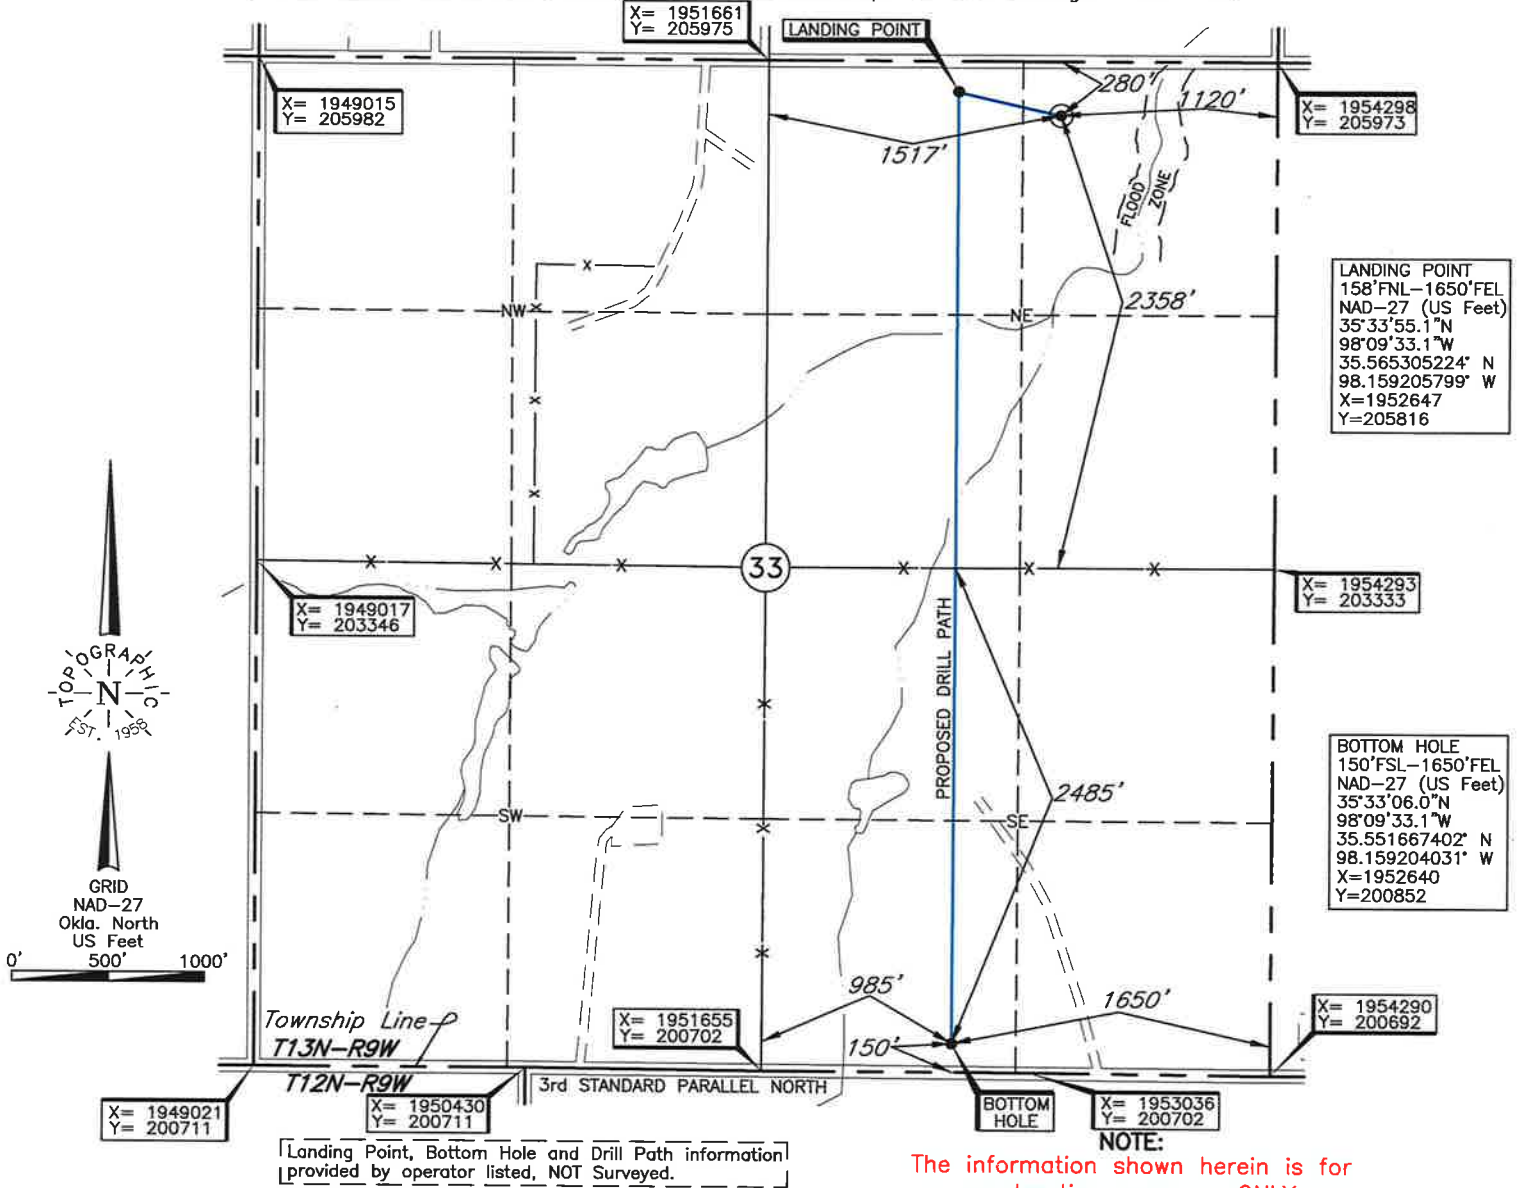 X= 1951661
Y= 205975
LANDING POINT
X= 1949015
Y= 205982
280'
1120'
X= 1954298
Y= 205973
1517'
FLOOD
ZONE
LANDING POINT
158'FNL-1650'FEL
NAD-27 (US Feet)
35°33'55.1"N
98°09'33.1"W
35.565305224° N
98.159205799° W
X=1952647
Y=205816
NW
NE
2358'
33
X= 1949017
Y= 203346
X= 1954293
Y= 203333
TOPOGRAPHIC
N
EST. 1958
PROPOSED DRILL PATH
BOTTOM HOLE
150'FSL-1650'FEL
NAD-27 (US Feet)
35°33'06.0"N
98°09'33.1"W
35.551667402° N
98.159204031° W
X=1952640
Y=200852
2485'
SW
SE
GRID
NAD-27
Okla. North
US Feet
0' 500' 1000'
985'
1650'
150'
Township Line
T13N-R9W
T12N-R9W
X= 1951655
Y= 200702
X= 1954290
Y= 200692
3rd STANDARD PARALLEL NORTH
X= 1949021
Y= 200711
X= 1950430
Y= 200711
BOTTOM
HOLE
X= 1953036
Y= 200702
NOTE:
Landing Point, Bottom Hole and Drill Path information
provided by operator listed, NOT Surveyed.
The information shown herein is for